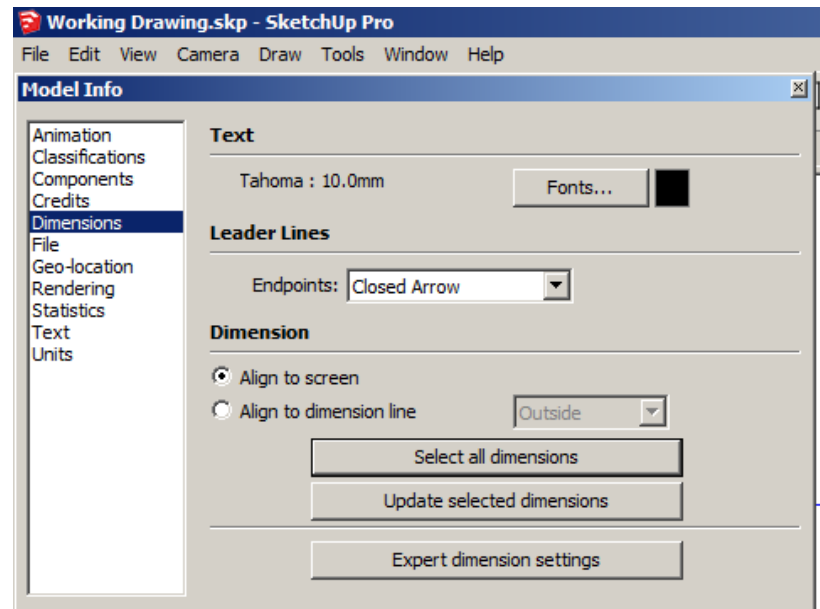 Working Drawing.skp - SketchUp Pro
File Edit View Camera Draw Tools Window Help
Model Info
Animation
Classifications
Components
Credits
Dimensions
File
Geo-location
Rendering
Statistics
Text
Units
Text
Tahoma : 10.0mm
Fonts...
Leader Lines
Endpoints: Closed Arrow
Dimension
Align to screen
Align to dimension line Outside
Select all dimensions
Update selected dimensions
Expert dimension settings